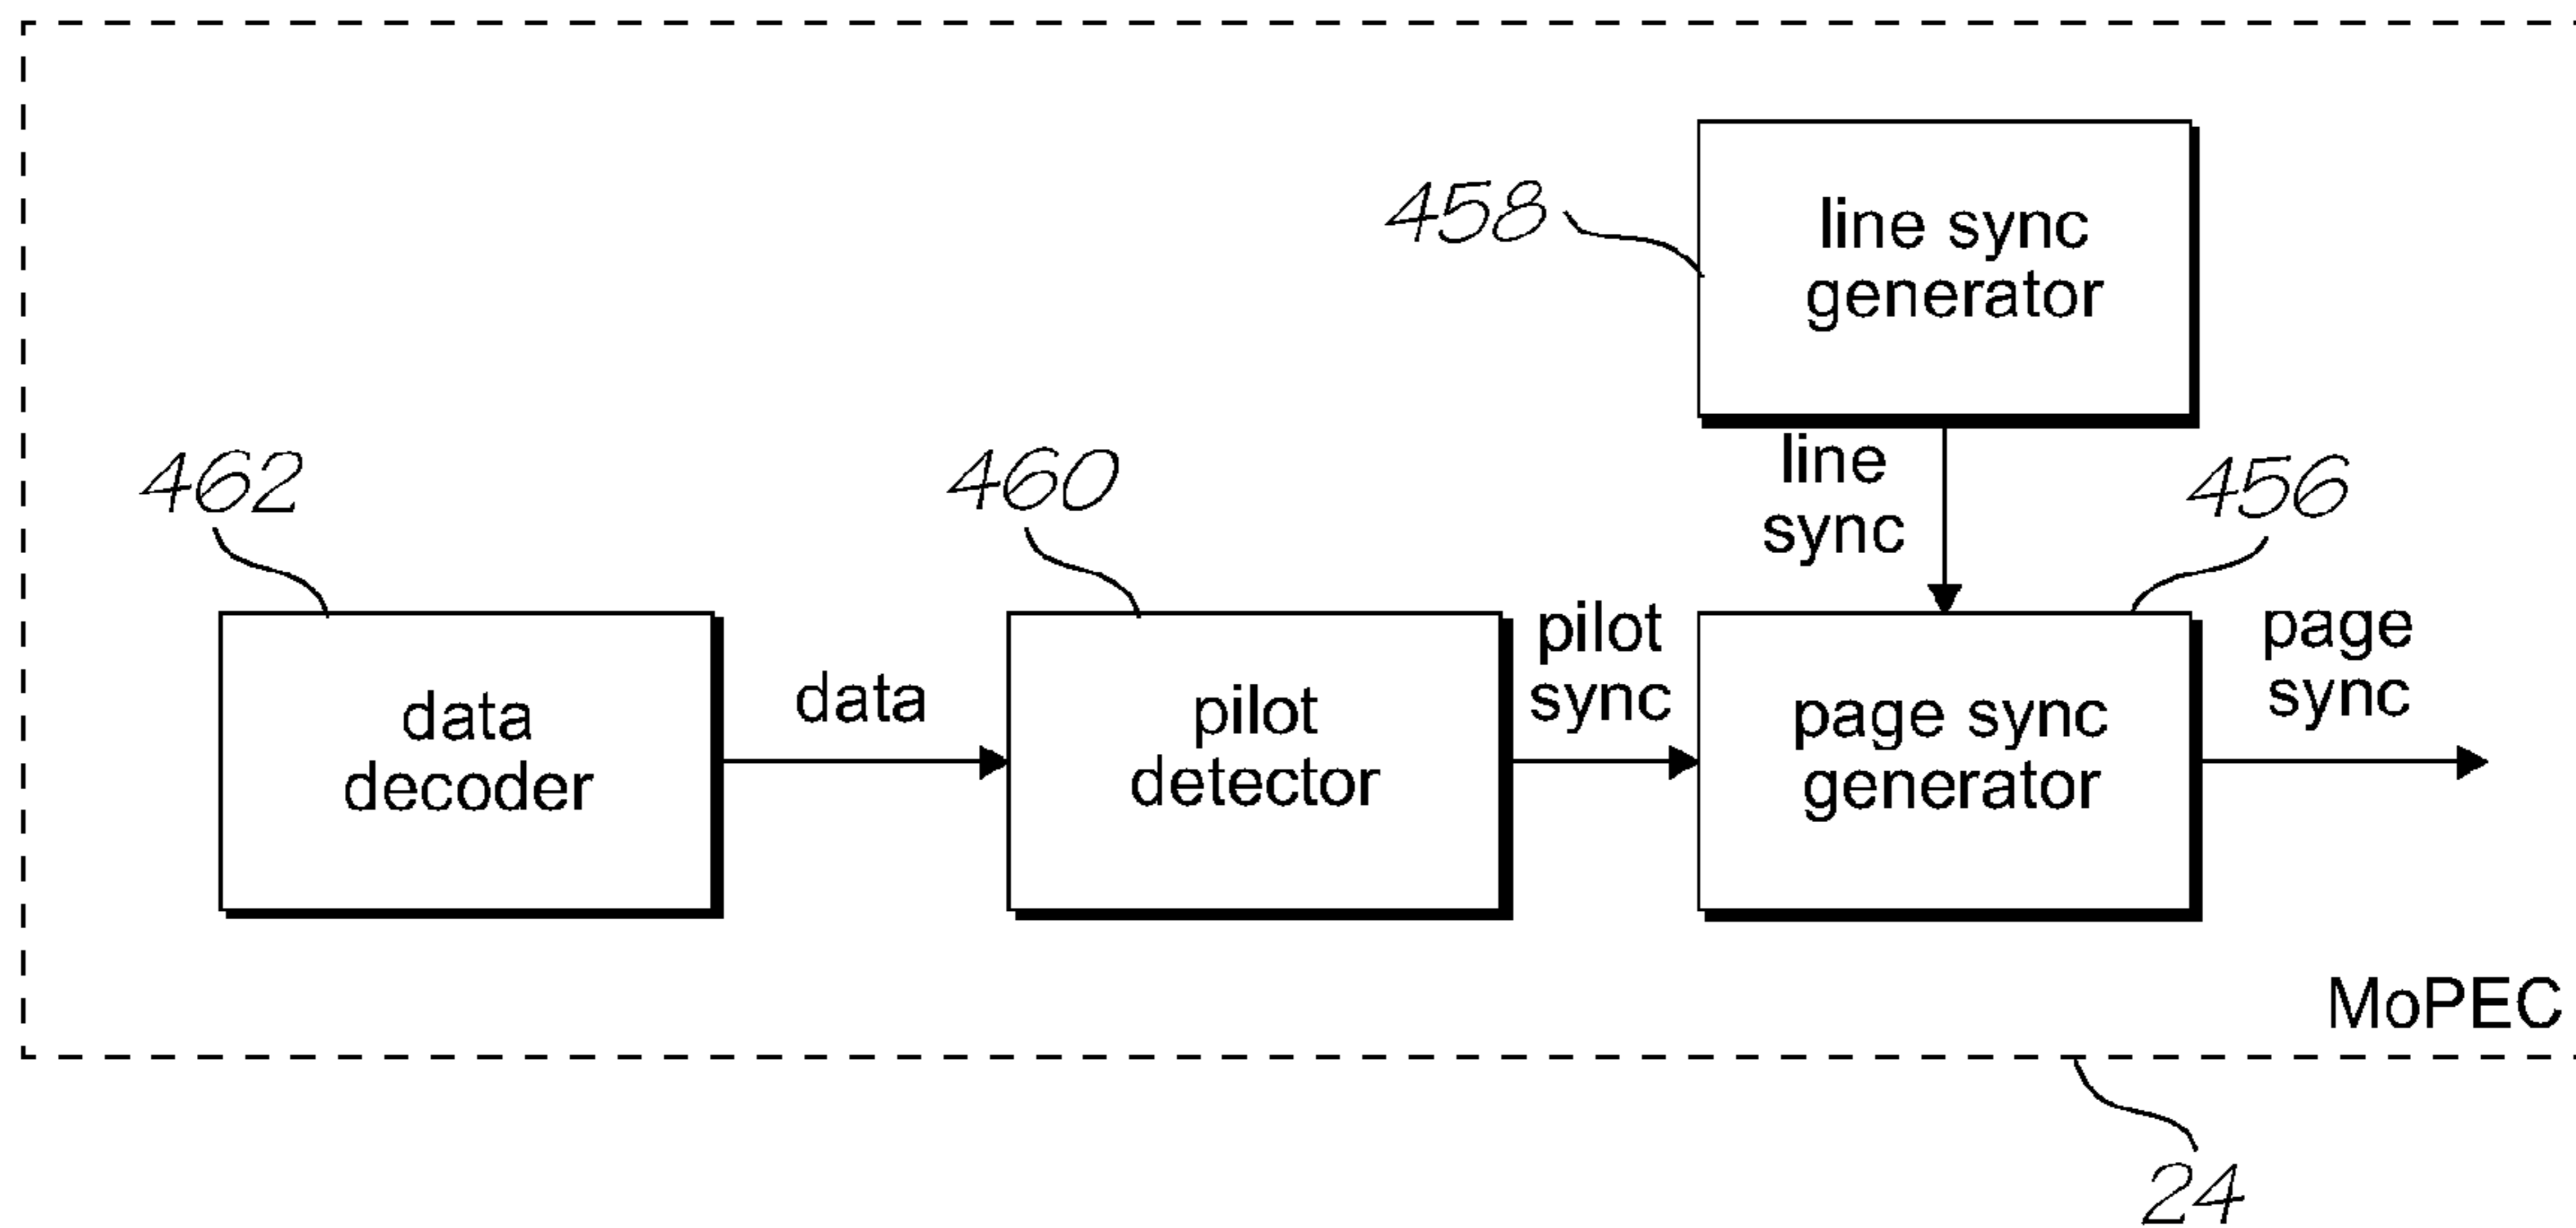 458
line sync
generator
line
sync
462
460
456
data
decoder
data
pilot
detector
pilot
sync
page sync
generator
page
sync
MoPEC
24